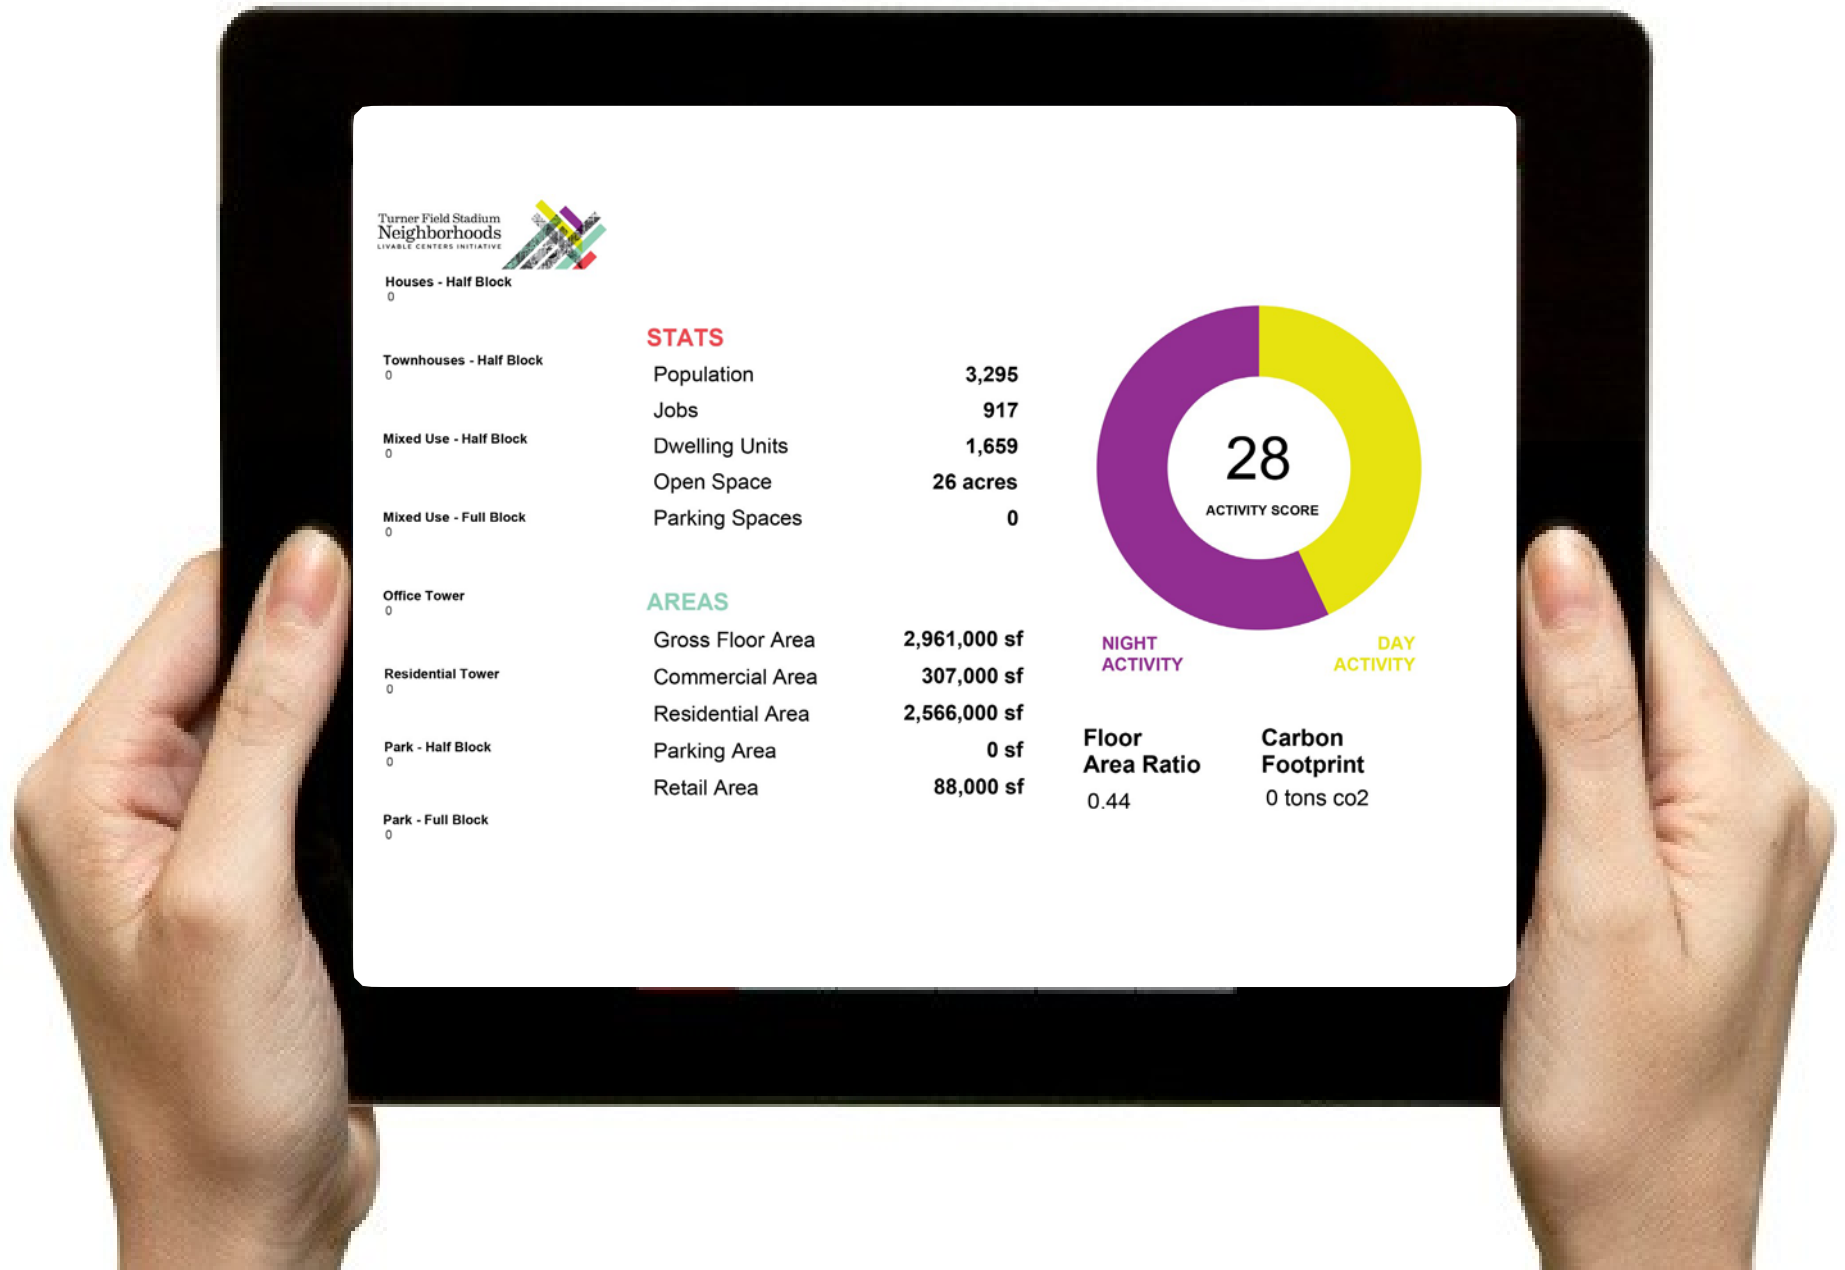 Turner Field Stadium
Neighborhoods
LIVABLE CENTERS INITIATIVE
Houses - Half Block
0
Townhouses - Half Block
0
Mixed Use - Half Block
0
Mixed Use - Full Block
0
Office Tower
0
Residential Tower
0
Park - Half Block
0
Park - Full Block
0
STATS
Population 3,295
Jobs 917
Dwelling Units 1,659
Open Space 26 acres
Parking Spaces 0
AREAS
Gross Floor Area 2,961,000 sf
Commercial Area 307,000 sf
Residential Area 2,566,000 sf
Parking Area 0 sf
Retail Area 88,000 sf
28
ACTIVITY SCORE
NIGHT
ACTIVITY
DAY
ACTIVITY
Floor
Area Ratio
0.44
Carbon
Footprint
0 tons co2